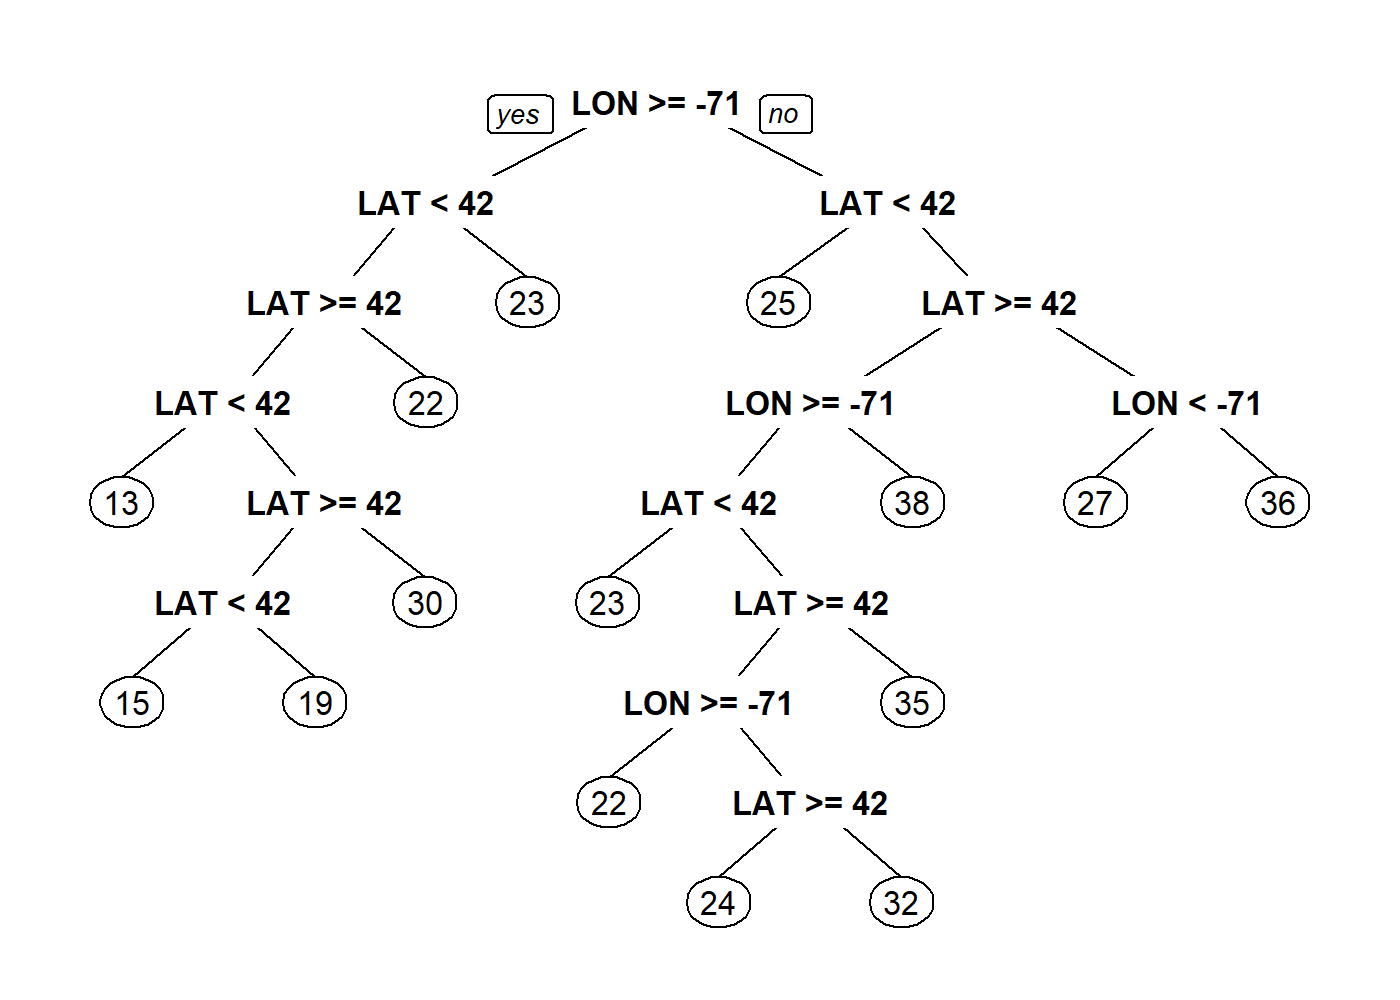 yes LON >= -71 no
LAT < 42 LAT < 42
LAT >= 42 23 25 LAT >= 42
LAT < 42 22 LON >= -71 LON < -71
13 LAT >= 42 LAT < 42 38 27 36
LAT < 42 30 23 LAT >= 42
15 19 LON >= -71 35
22 LAT >= 42
24 32